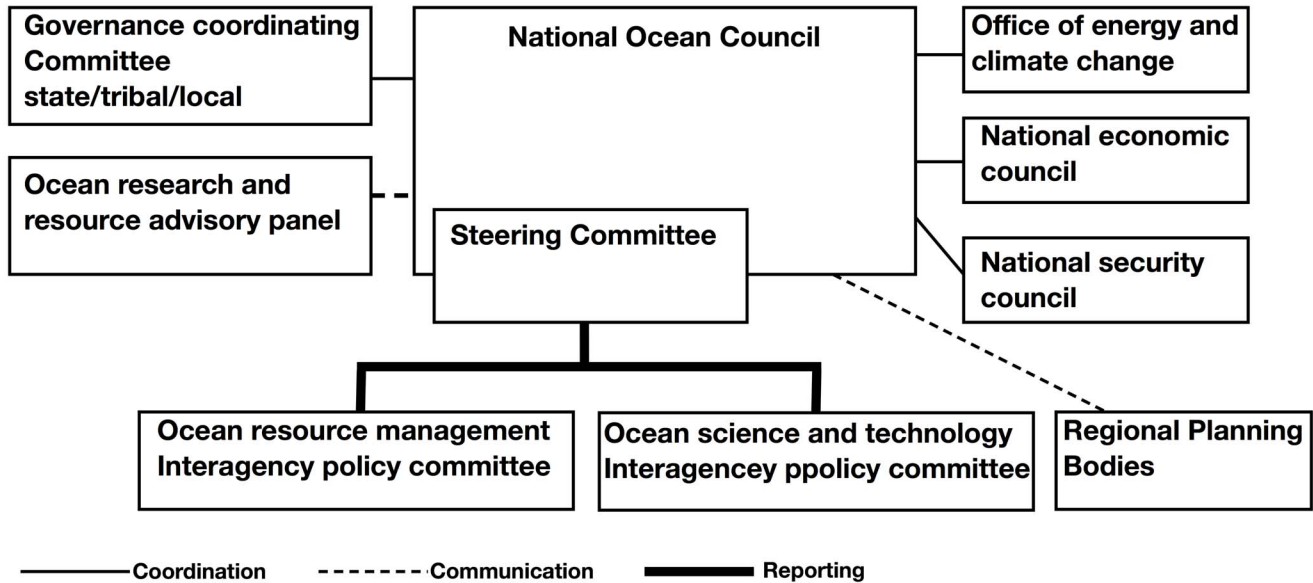 Governance coordinating
Committee
state/tribal/local
National Ocean Council
Office of energy and
climate change
National economic
council
Ocean research and
resource advisory panel
Steering Committee
National security
council
Ocean resource management
Interagency policy committee
Ocean science and technology
Interagencey ppolicy committee
Regional Planning
Bodies
Coordination
Communication
Reporting